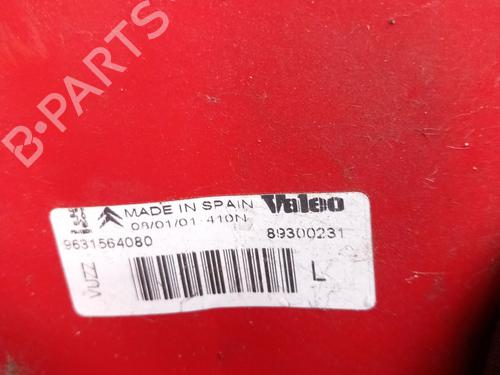 B-PARTS
MADE IN SPAIN Valeo
08/01/01 410N
9631564080 89300231
VUZZ
L